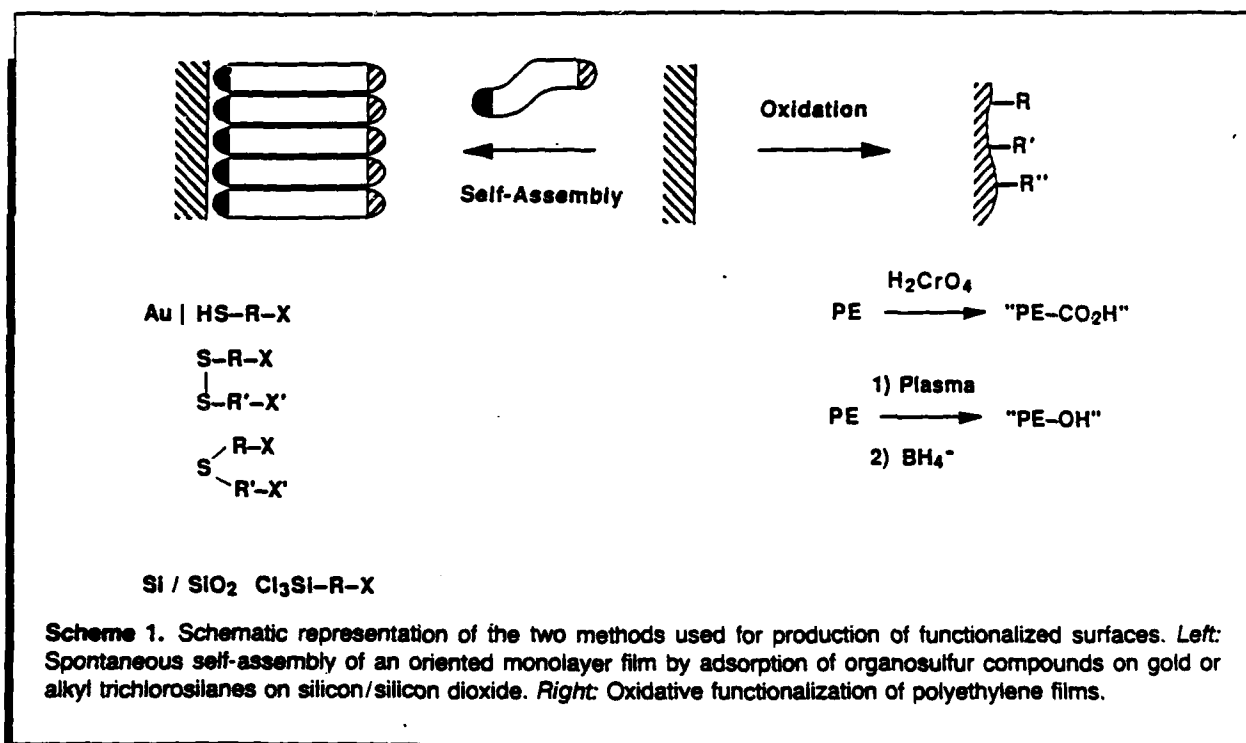 Self-Assembly
Oxidation
R
R'
R''
Au | HS–R–X
S–R–X
S–R'–X'
R–X
S
R'–X'
Si / SiO₂ Cl₃Si–R–X
H₂CrO₄
PE "PE–CO₂H"
1) Plasma
PE "PE–OH"
2) BH₄⁻
Scheme 1. Schematic representation of the two methods used for production of functionalized surfaces. Left:
Spontaneous self-assembly of an oriented monolayer film by adsorption of organosulfur compounds on gold or
alkyl trichlorosilanes on silicon/silicon dioxide. Right: Oxidative functionalization of polyethylene films.